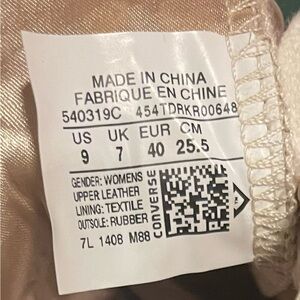 MADE IN CHINA
FABRIQUE EN CHINE
540319C 454TDRKR00648
US UK EUR CM
9 7 40 25.5
GENDER: WOMENS
UPPER LEATHER
LINING: TEXTILE
OUTSOLE: RUBBER
CONVERSE
7L 1408 M88